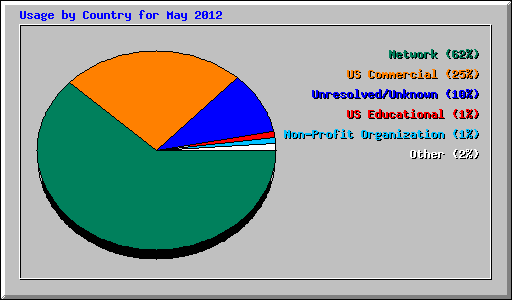 Usage by Country for May 2012
Network (62%)
US Commercial (25%)
Unresolved/Unknown (10%)
US Educational (1%)
Non-Profit Organization (1%)
Other (2%)